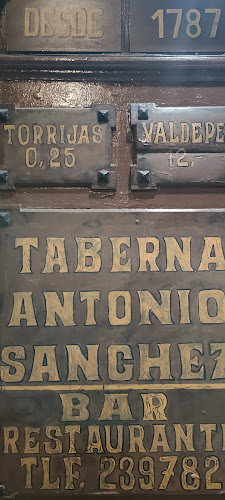 DESDE 1787
TORRIJAS VALDEPE
0,25 12,-
TABERNA
ANTONIO
SANCHEZ
BAR
RESTAURANT
TLF. 239782